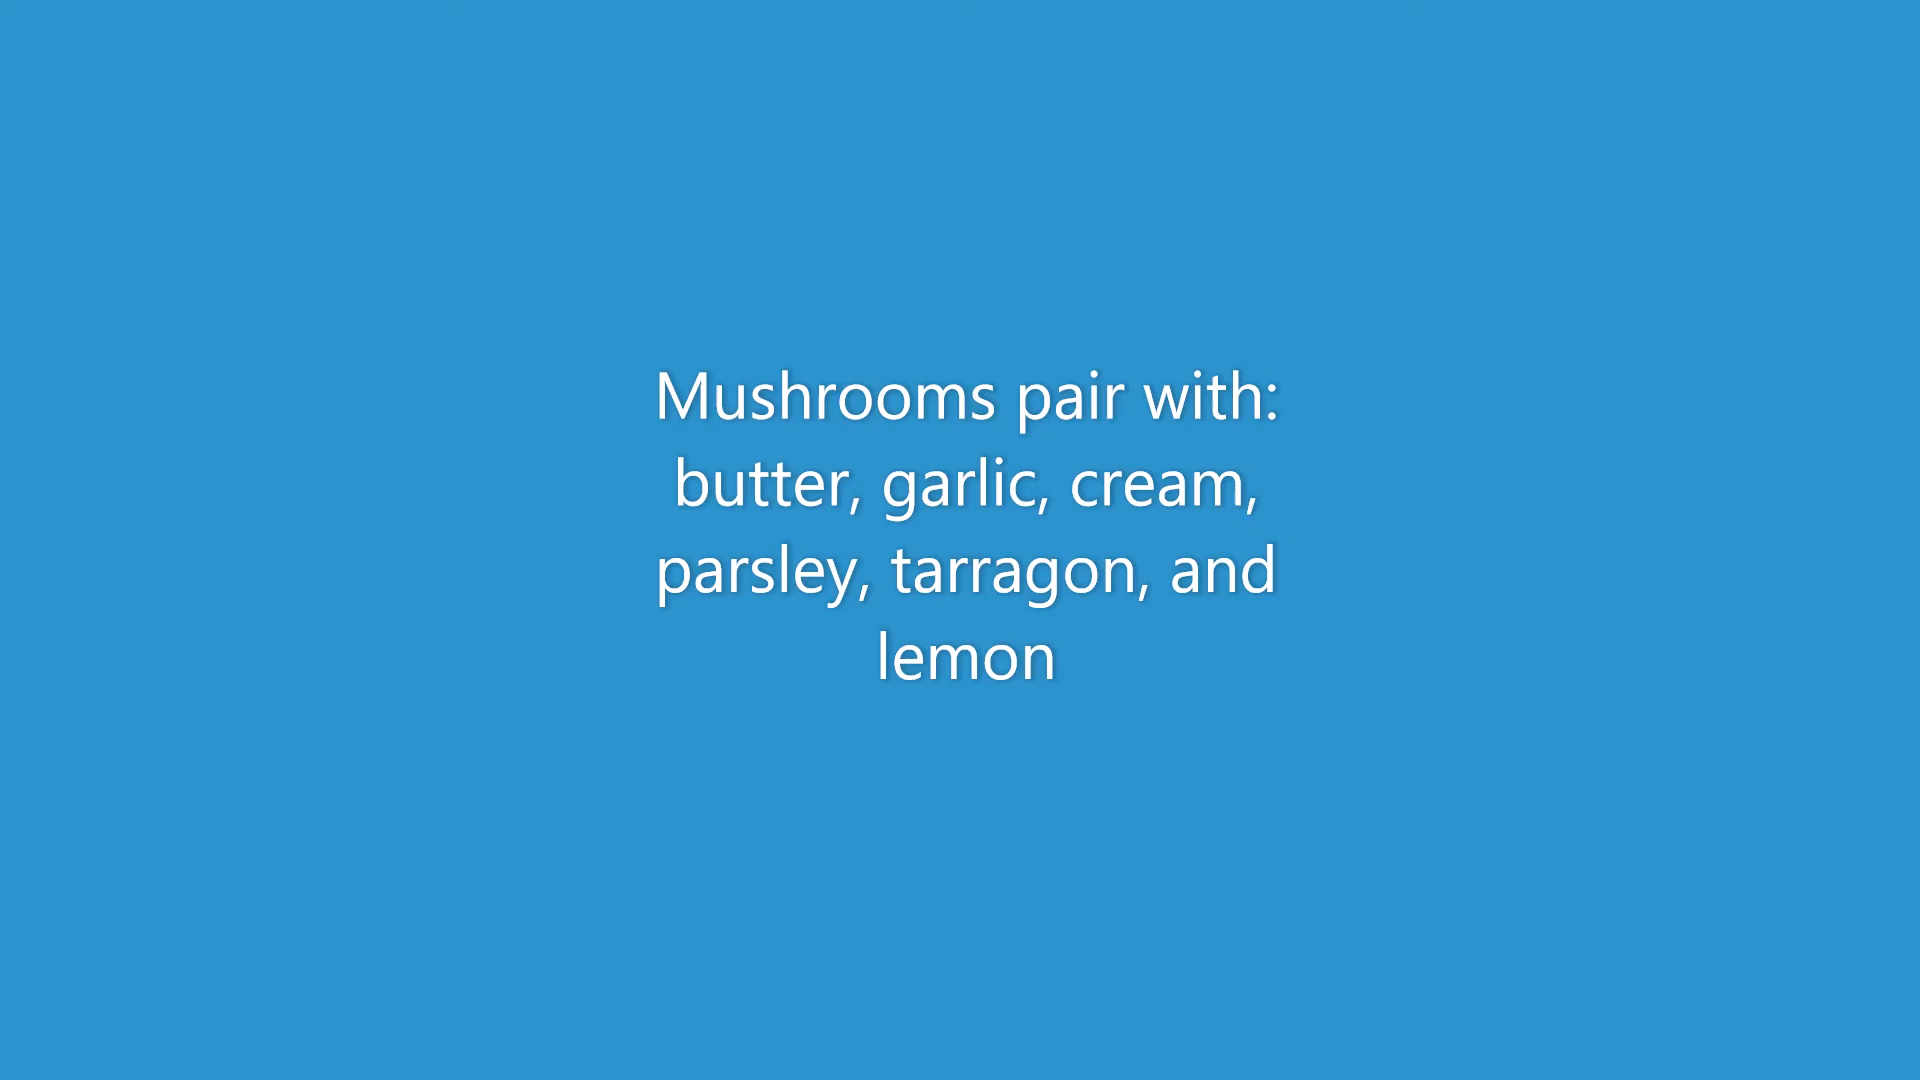 Mushrooms pair with:
butter, garlic, cream,
parsley, tarragon, and
lemon